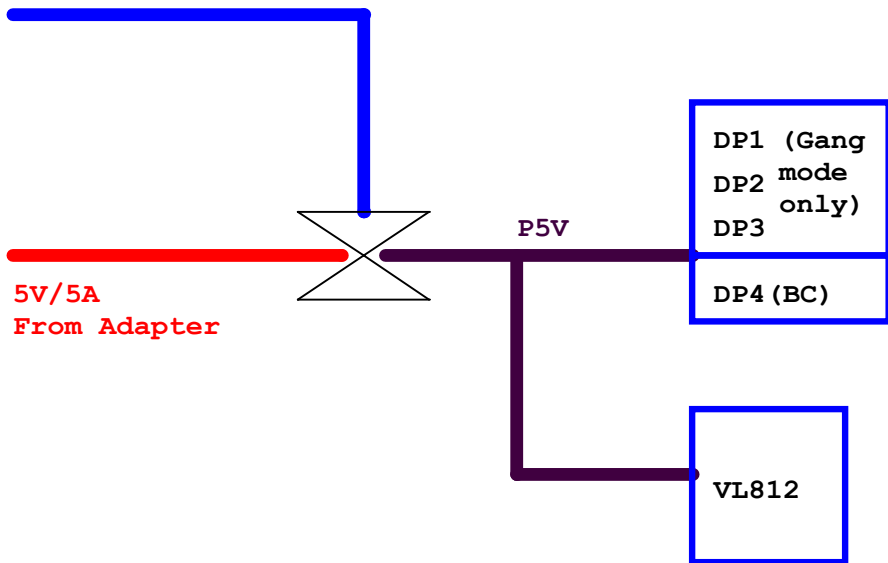 DP1 (Gang
mode
DP2
only)
P5V
DP3
5V/5A
From Adapter
DP4(BC)
VL812